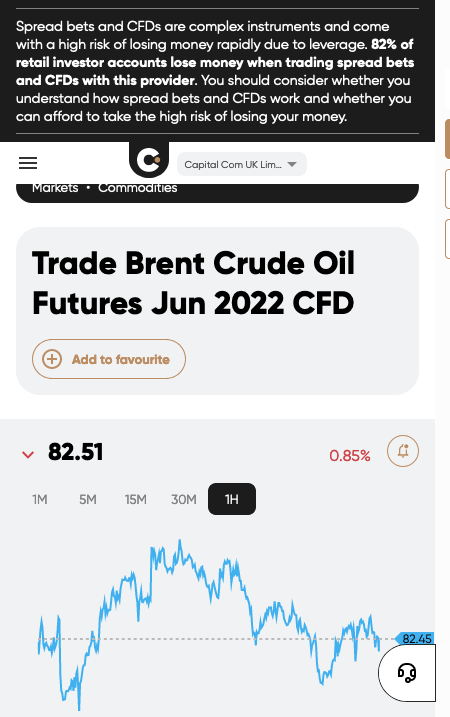 Spread bets and CFDs are complex instruments and come
with a high risk of losing money rapidly due to leverage. 82% of
retail investor accounts lose money when trading spread bets
and CFDs with this provider. You should consider whether you
understand how spread bets and CFDs work and whether you
can afford to take the high risk of losing your money.
Capital Com UK Lim...
Markets • Commodities
Trade Brent Crude Oil
Futures Jun 2022 CFD
Add to favourite
82.51
0.85%
1M 5M 15M 30M 1H
82.45